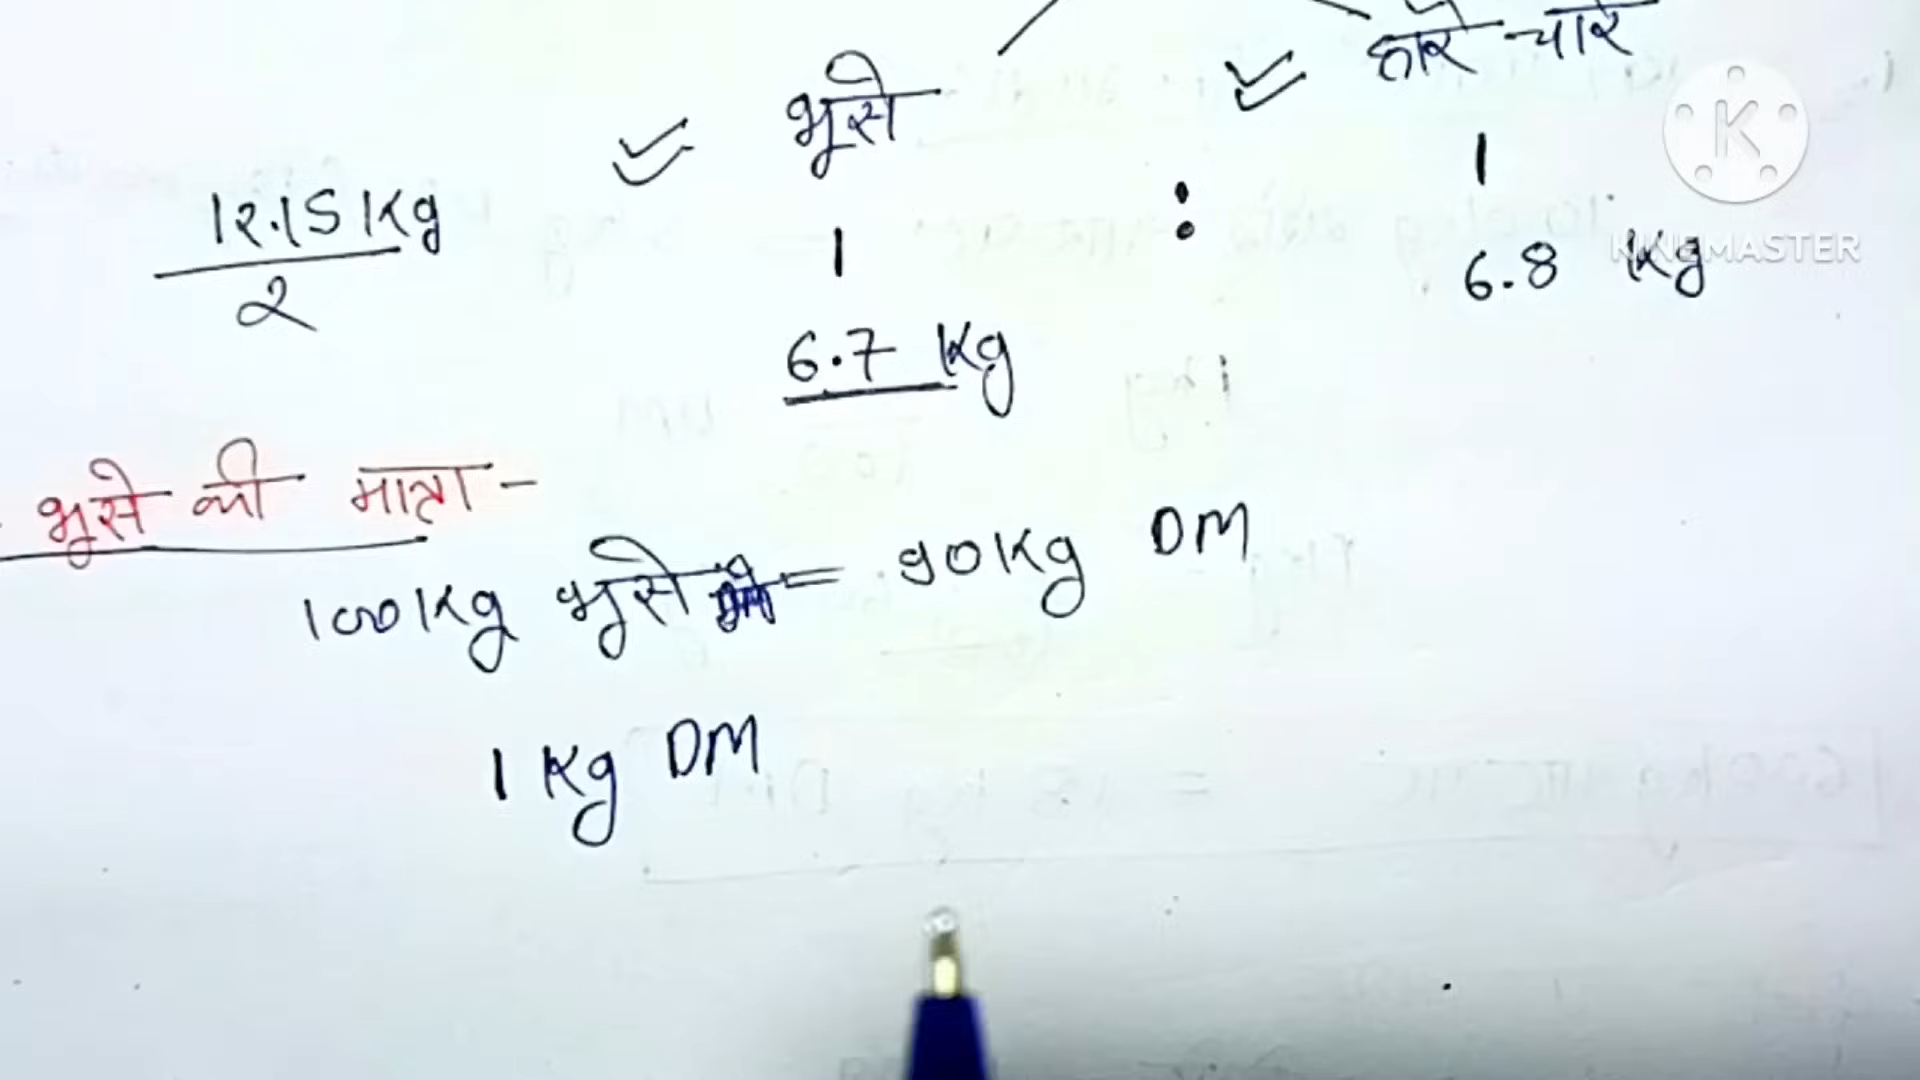 भूसे हारे चारे
12.15 Kg 1 : 1
2 6.7 Kg 6.8 Kg
भूसे की मात्रा -
100 Kg भूसे = 90 Kg DM
1 Kg DM
KINEMASTER